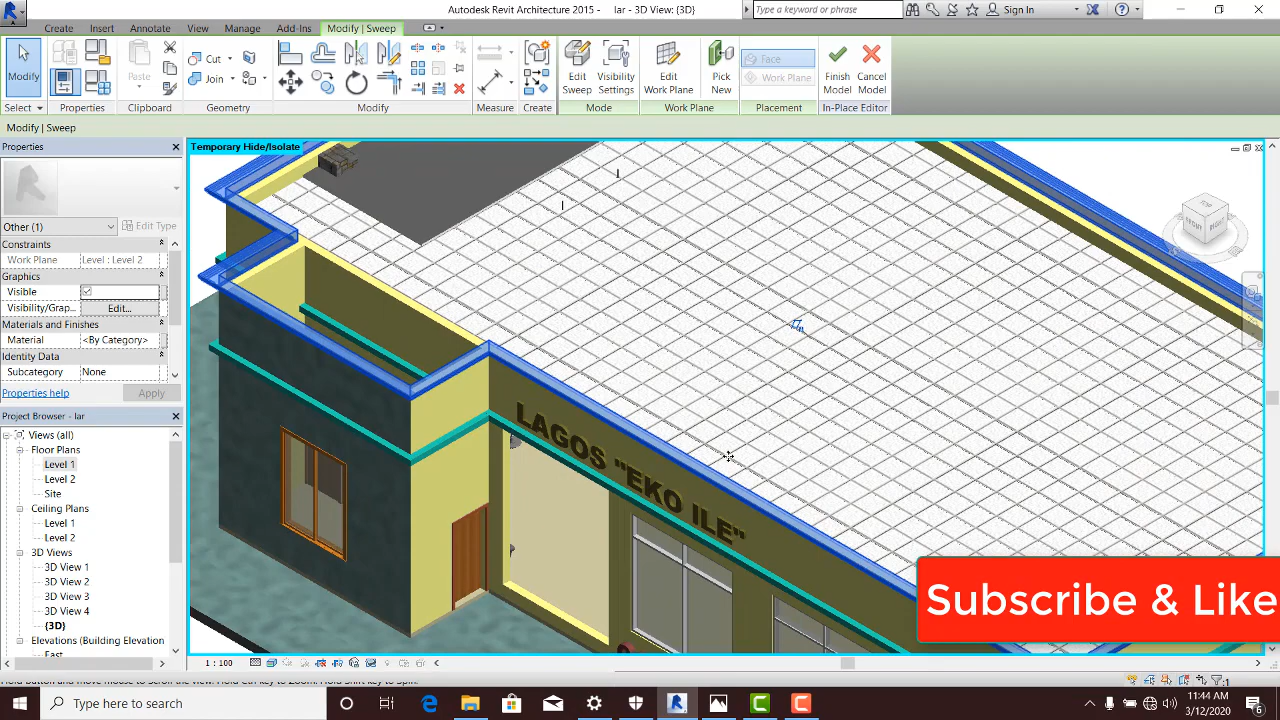 Autodesk Revit Architecture 2015 - lar - 3D View: {3D}
Type a keyword or phrase
Sign In
Create Insert Annotate View Manage Add-Ins Modify | Sweep
Modify
Paste
Cut
Join
Edit Sweep
Visibility Settings
Edit Work Plane
Pick New
Face
Work Plane
Finish Model
Cancel Model
Select Properties Clipboard Geometry Modify Measure Create Mode Work Plane Placement In-Place Editor
Modify | Sweep
Properties
Temporary Hide/Isolate
Other (1)
Edit Type
Constraints
Work Plane Level : Level 2
Graphics
Visible
Visibility/Grap... Edit...
Materials and Finishes
Material <By Category>
Identity Data
Subcategory None
Properties help
Apply
Project Browser - lar
Views (all)
Floor Plans
Level 1
Level 2
Site
Ceiling Plans
Level 1
Level 2
3D Views
3D View 1
3D View 2
3D View 3
3D View 4
{3D}
Elevations (Building Elevation
East
TOP
FRONT
RIGHT
LAGOS "EKO ILE"
Subscribe & Like
1 : 100
:1
Type here to search
11:44 AM
3/12/2020
6